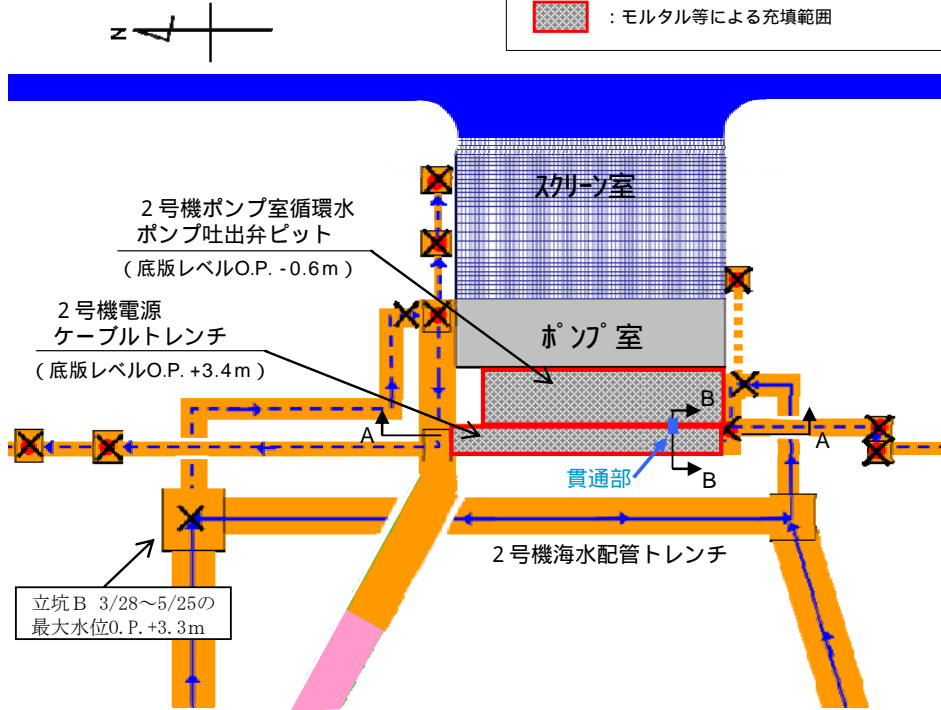 ：モルタル等による充填範囲
N
スクリーン室
２号機ポンプ室循環水
ポンプ吐出弁ピット
（底版レベルO.P. -0.6m）
２号機電源
ケーブルトレンチ
（底版レベルO.P. +3.4m）
ポンプ室
B
A
A
貫通部
B
２号機海水配管トレンチ
立坑Ｂ 3/28～5/25の
最大水位O.P.+3.3m